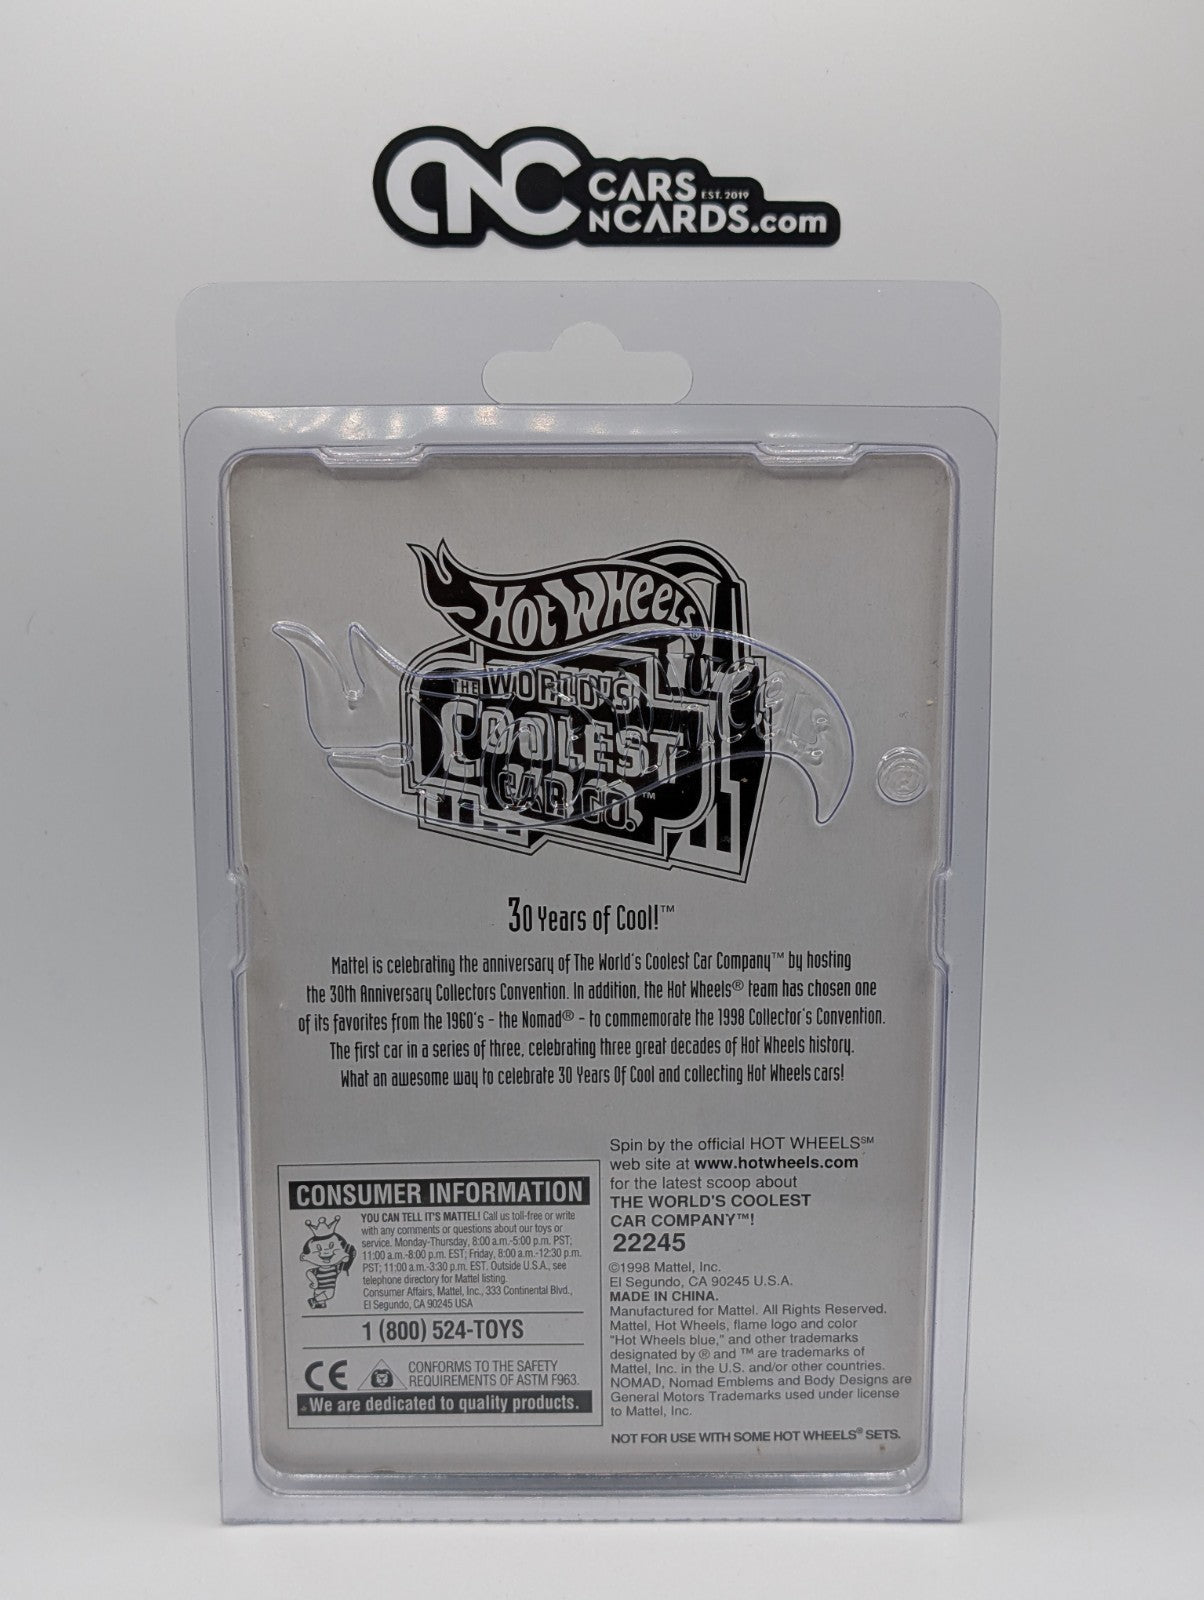 CNC CARS EST. 2019
NCARDS.com
Hot Wheels®
THE WORLD'S
COOLEST
CAR CO.™
Hot Wheels
30 Years of Cool!™
Mattel is celebrating the anniversary of The World's Coolest Car Company™ by hosting
the 30th Anniversary Collectors Convention. In addition, the Hot Wheels® team has chosen one
of its favorites from the 1960's - the Nomad® - to commemorate the 1998 Collector's Convention.
The first car in a series of three, celebrating three great decades of Hot Wheels history.
What an awesome way to celebrate 30 Years Of Cool and collecting Hot Wheels cars!
CONSUMER INFORMATION
YOU CAN TELL IT'S MATTEL! Call us toll-free or write
with any comments or questions about our toys or
service. Monday-Thursday, 8:00 a.m.-5:00 p.m. PST;
11:00 a.m.-8:00 p.m. EST; Friday, 8:00 a.m.-12:30 p.m.
PST; 11:00 a.m.-3:30 p.m. EST. Outside U.S.A., see
telephone directory for Mattel listing.
Consumer Affairs, Mattel, Inc., 333 Continental Blvd.,
El Segundo, CA 90245 USA
1 (800) 524-TOYS
CE
CONFORMS TO THE SAFETY
REQUIREMENTS OF ASTM F963.
We are dedicated to quality products.
Spin by the official HOT WHEELS℠
web site at www.hotwheels.com
for the latest scoop about
THE WORLD'S COOLEST
CAR COMPANY™!
22245
©1998 Mattel, Inc.
El Segundo, CA 90245 U.S.A.
MADE IN CHINA.
Manufactured for Mattel. All Rights Reserved.
Mattel, Hot Wheels, flame logo and color
"Hot Wheels blue," and other trademarks
designated by ® and ™ are trademarks of
Mattel, Inc. in the U.S. and/or other countries.
NOMAD, Nomad Emblems and Body Designs are
General Motors Trademarks used under license
to Mattel, Inc.
NOT FOR USE WITH SOME HOT WHEELS® SETS.